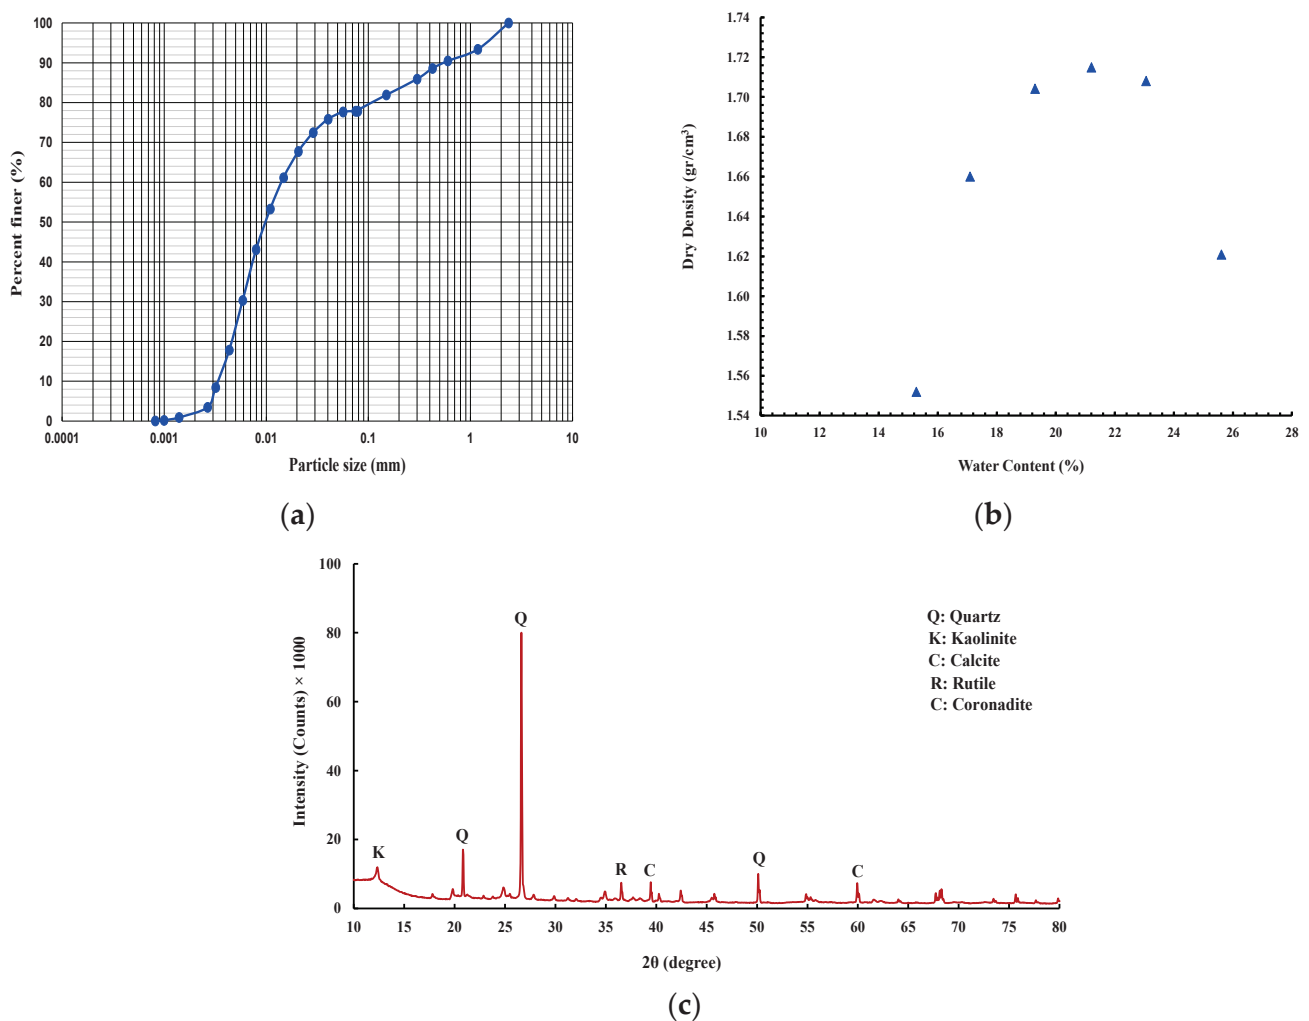 100
90
80
70
60
50
40
30
20
10
0
Percent finer (%)
0.0001
0.001
0.01
0.1
1
10
Particle size (mm)
(a)
1.74
1.72
1.70
1.68
1.66
1.64
1.62
1.60
1.58
1.56
1.54
Dry Density (gr/cm³)
10
12
14
16
18
20
22
24
26
28
Water Content (%)
(b)
100
80
60
40
20
0
Intensity (Counts) × 1000
K
Q
Q
R
C
Q
C
Q: Quartz
K: Kaolinite
C: Calcite
R: Rutile
C: Coronadite
10
15
20
25
30
35
40
45
50
55
60
65
70
75
80
2θ (degree)
(c)